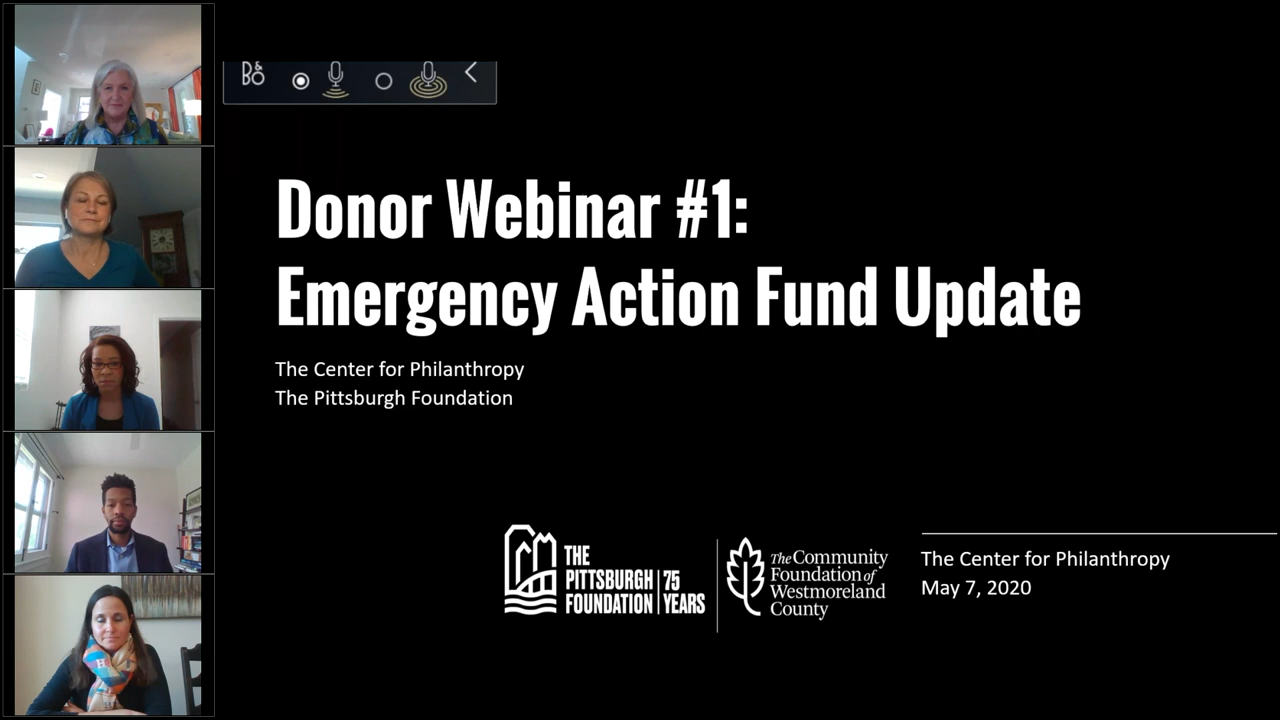 B&
BO
Donor Webinar #1:
Emergency Action Fund Update
The Center for Philanthropy
The Pittsburgh Foundation
THE
PITTSBURGH
FOUNDATION
75
YEARS
The Community
Foundation of
Westmoreland
County
The Center for Philanthropy
May 7, 2020